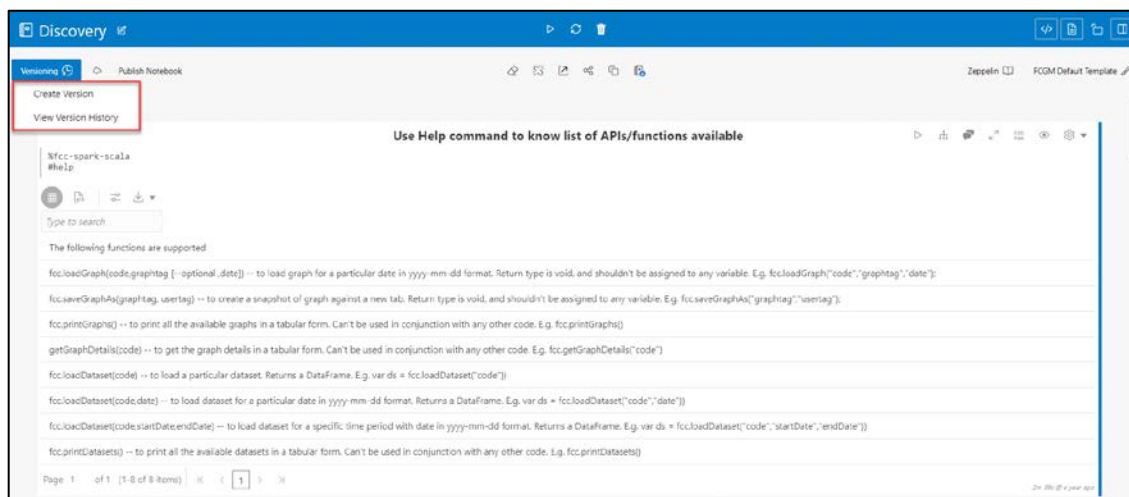 Discovery
Versioning
Publish Notebook
Zeppelin
FCGM Default Template
Create Version
View Version History
Use Help command to know list of APIs/functions available
%fcc-spark-scala
#help
Type to search
The following functions are supported
fcc.loadGraph(code,graphtag [--optional ,date]) -- to load graph for a particular date in yyyy-mm-dd format. Return type is void, and shouldn't be assigned to any variable. E.g. fcc.loadGraph("code","graphtag","date");
fcc.saveGraphAs(graphtag, usertag) -- to create a snapshot of graph against a new tab. Return type is void, and shouldn't be assigned to any variable. E.g. fcc.saveGraphAs("graphtag","usertag");
fcc.printGraphs() -- to print all the available graphs in a tabular form. Can't be used in conjunction with any other code. E.g. fcc.printGraphs()
getGraphDetails(code) -- to get the graph details in a tabular form. Can't be used in conjunction with any other code. E.g. fcc.getGraphDetails("code")
fcc.loadDataset(code) -- to load a particular dataset. Returns a DataFrame. E.g. var ds = fcc.loadDataset("code"))
fcc.loadDataset(code,date) -- to load dataset for a particular date in yyyy-mm-dd format. Returns a DataFrame. E.g. var ds = fcc.loadDataset("code","date"))
fcc.loadDataset(code,startDate,endDate) -- to load dataset for a specific time period with date in yyyy-mm-dd format. Returns a DataFrame. E.g. var ds = fcc.loadDataset("code","startDate","endDate"))
fcc.printDatasets() -- to print all the available datasets in a tabular form. Can't be used in conjunction with any other code. E.g. fcc.printDatasets()
Page 1 of 1 (1-8 of 8 items) 1
a year ago